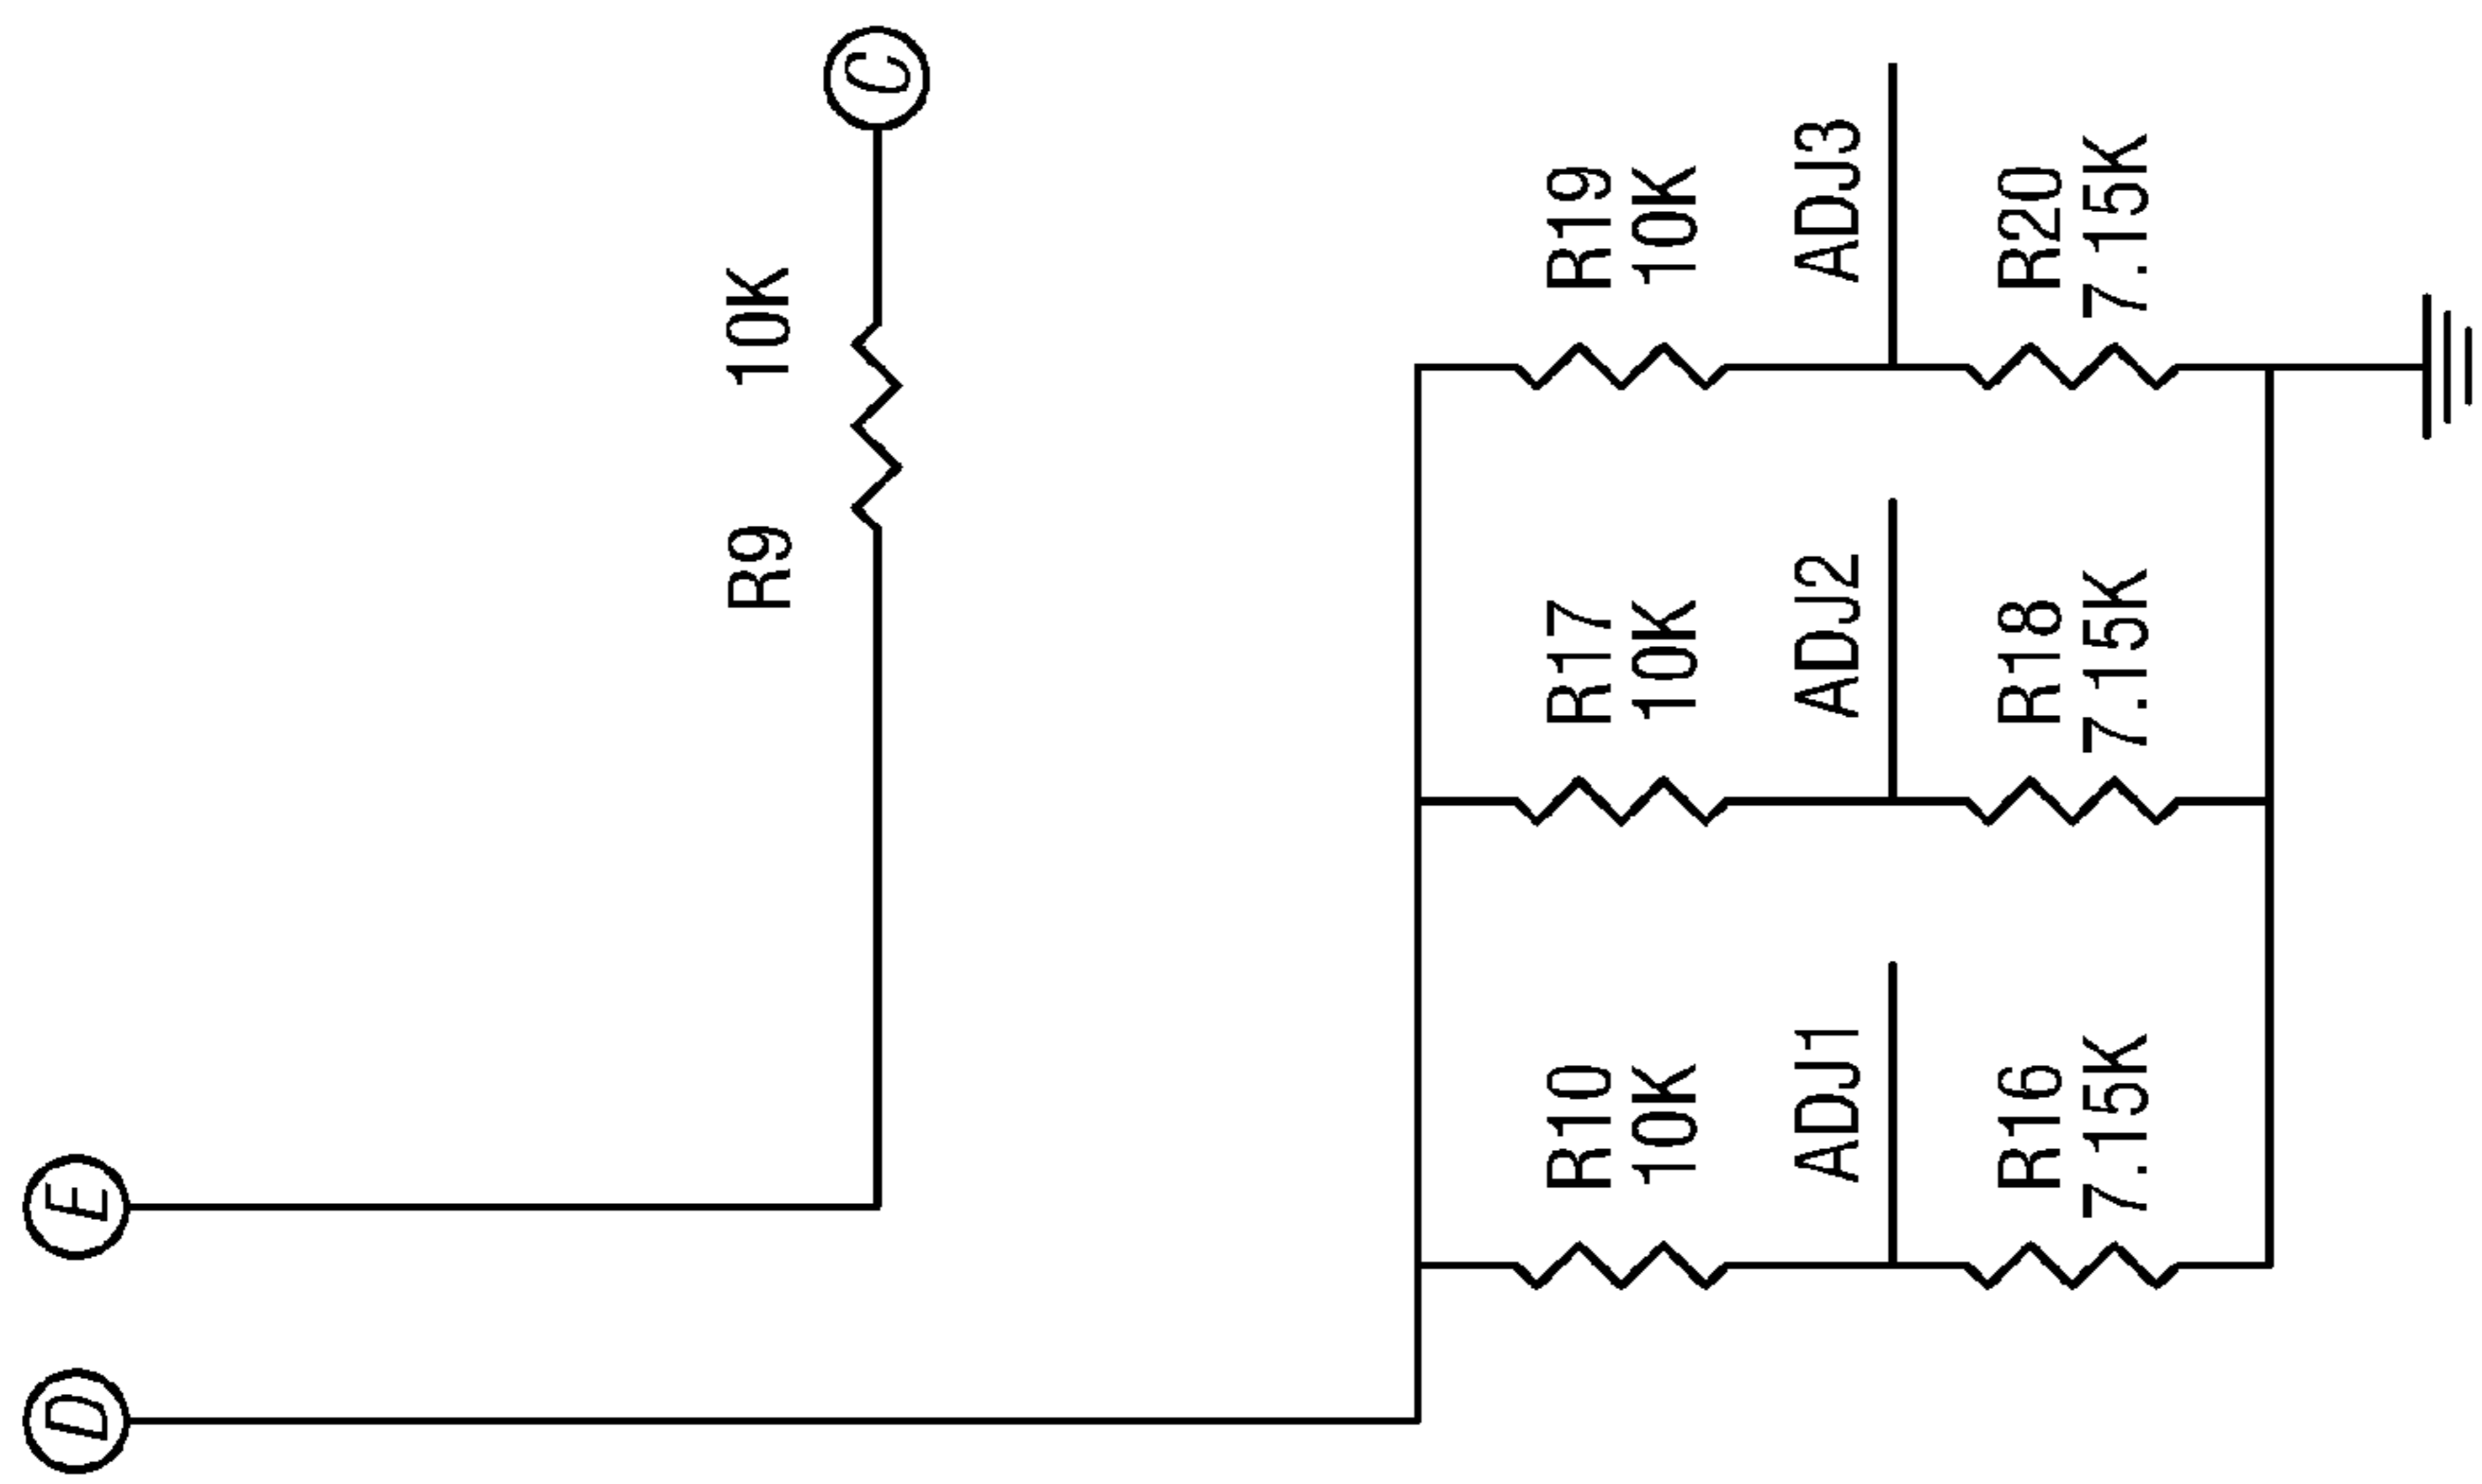 D
E
R9 10K
C
R10
10K
ADJ1
R16
7.15K
R17
10K
ADJ2
R18
7.15K
R19
10K
ADJ3
R20
7.15K